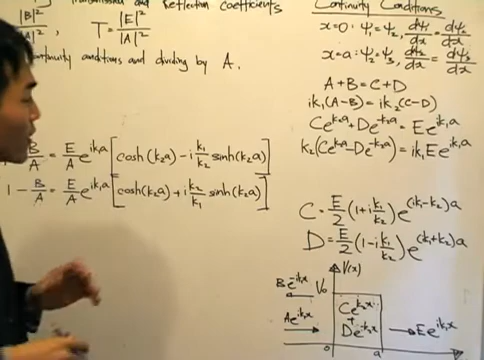 Transmission and Reflection Coefficients
|B|²
|A|² , T = |E|²/|A|²
Continuity conditions and dividing by A.
B/A = E/A e^{ik₁a} [cosh(k₂a) - i k₁/k₂ sinh(k₂a)]
1 - B/A = E/A e^{ik₁a} [cosh(k₂a) + i k₂/k₁ sinh(k₂a)]
Continuity Conditions
x=0: ψ₁=ψ₂, dψ₁/dx = dψ₂/dx
x=a: ψ₂=ψ₃, dψ₂/dx = dψ₃/dx
A+B=C+D
ik₁(A-B)=ik₂(C-D)
Ce^{k₂a}+De^{-k₂a}=Ee^{ik₁a}
k₂(Ce^{k₂a}-De^{-k₂a})=ik₁Ee^{ik₁a}
C = E/2 (1+i k₁/k₂) e^{(ik₁-k₂)a}
D = E/2 (1-i k₁/k₂) e^{(ik₁+k₂)a}
V(x)
Be^{-ik₁x} V₀
Ce^{k₂x}
+
Ae^{ik₁x} De^{-k₂x} Ee^{ik₁x}
0 a x